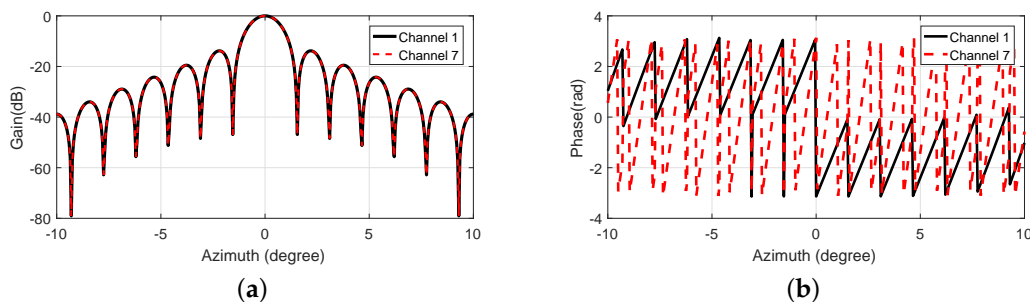 0
-20
-40
-60
-80
Gain(dB)
-10
-5
0
5
10
Azimuth (degree)
Channel 1
Channel 7
(a)
4
2
0
-2
-4
Phase(rad)
-10
-5
0
5
10
Azimuth (degree)
Channel 1
Channel 7
(b)